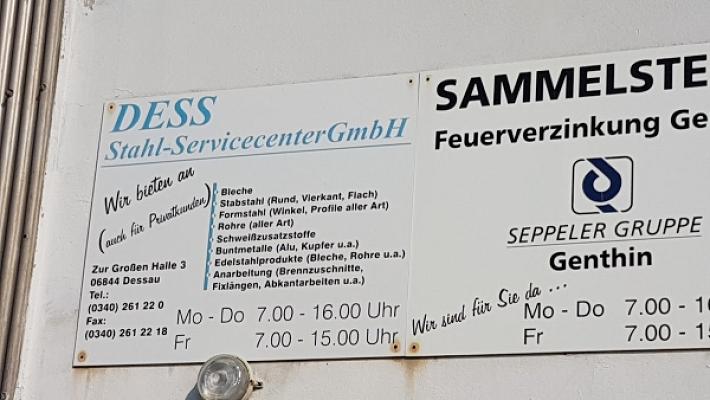 DESS
Stahl-ServicecenterGmbH
Wir bieten an
(auch für Privatkunden)
Bleche
Stabstahl (Rund, Vierkant, Flach)
Formstahl (Winkel, Profile aller Art)
Rohre (aller Art)
Schweißzusatzstoffe
Buntmetalle (Alu, Kupfer u.a.)
Edelstahlprodukte (Bleche, Rohre u.a.)
Anarbeitung (Brennzuschnitte,
Fixlängen, Abkantarbeiten u.a.)
Zur Großen Halle 3
06844 Dessau
Tel.:
(0340) 261 22 0
Fax:
(0340) 261 22 18
Mo - Do 7.00 - 16.00 Uhr
Fr 7.00 - 15.00 Uhr
SAMMELSTE
Feuerverzinkung Ge
SEPPELER GRUPPE
Genthin
Wir sind für Sie da ...
Mo - Do 7.00 - 1
Fr 7.00 - 1